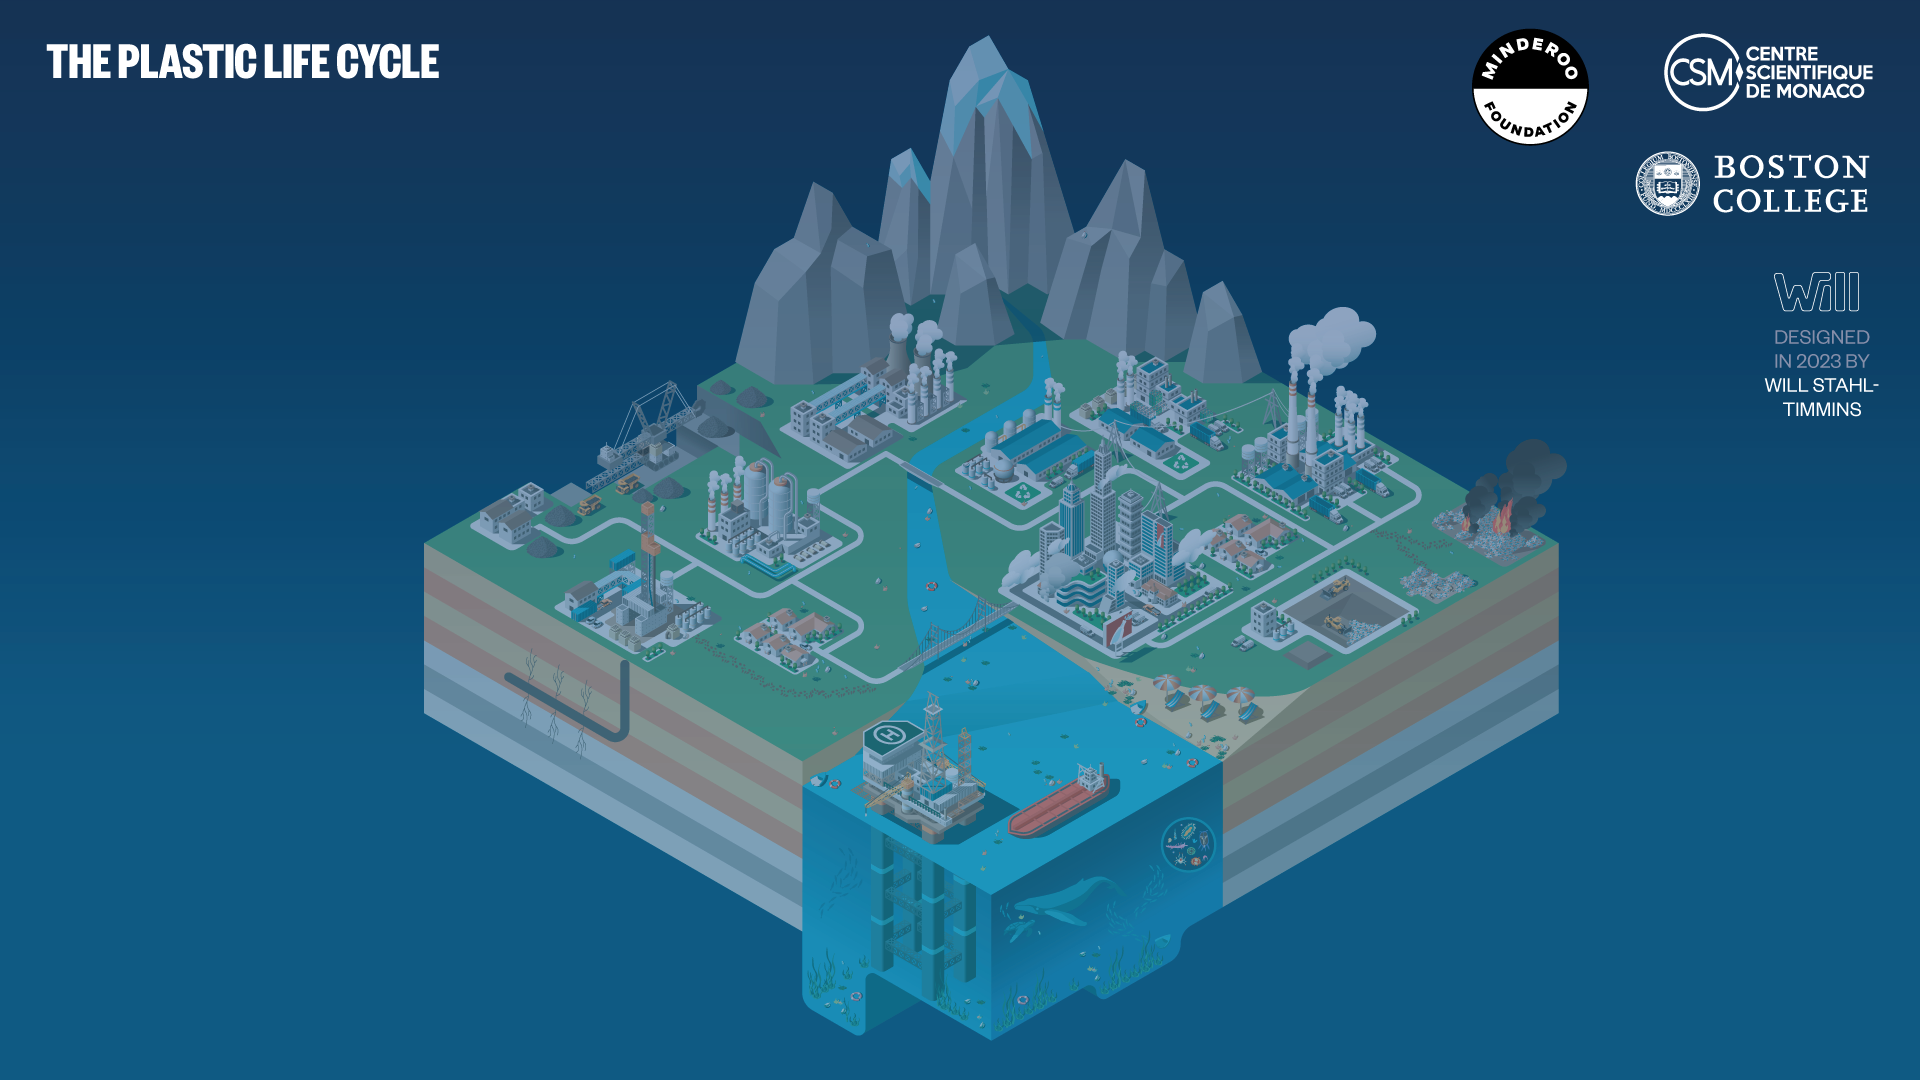 THE PLASTIC LIFE CYCLE
MINDEROO
FOUNDATION
CSM
CENTRE
SCIENTIFIQUE
DE MONACO
BOSTON
COLLEGE
Will
DESIGNED
IN 2023 BY
WILL STAHL-
TIMMINS
H